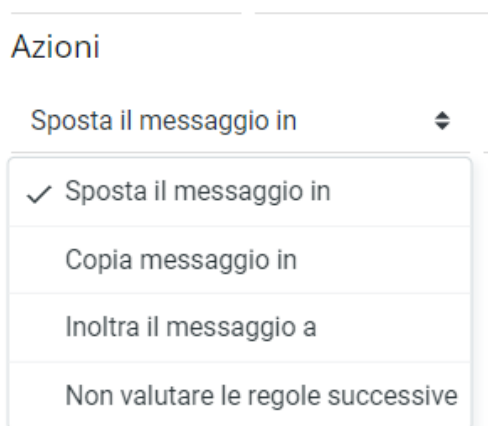 Azioni
Sposta il messaggio in
Sposta il messaggio in
Copia messaggio in
Inoltra il messaggio a
Non valutare le regole successive